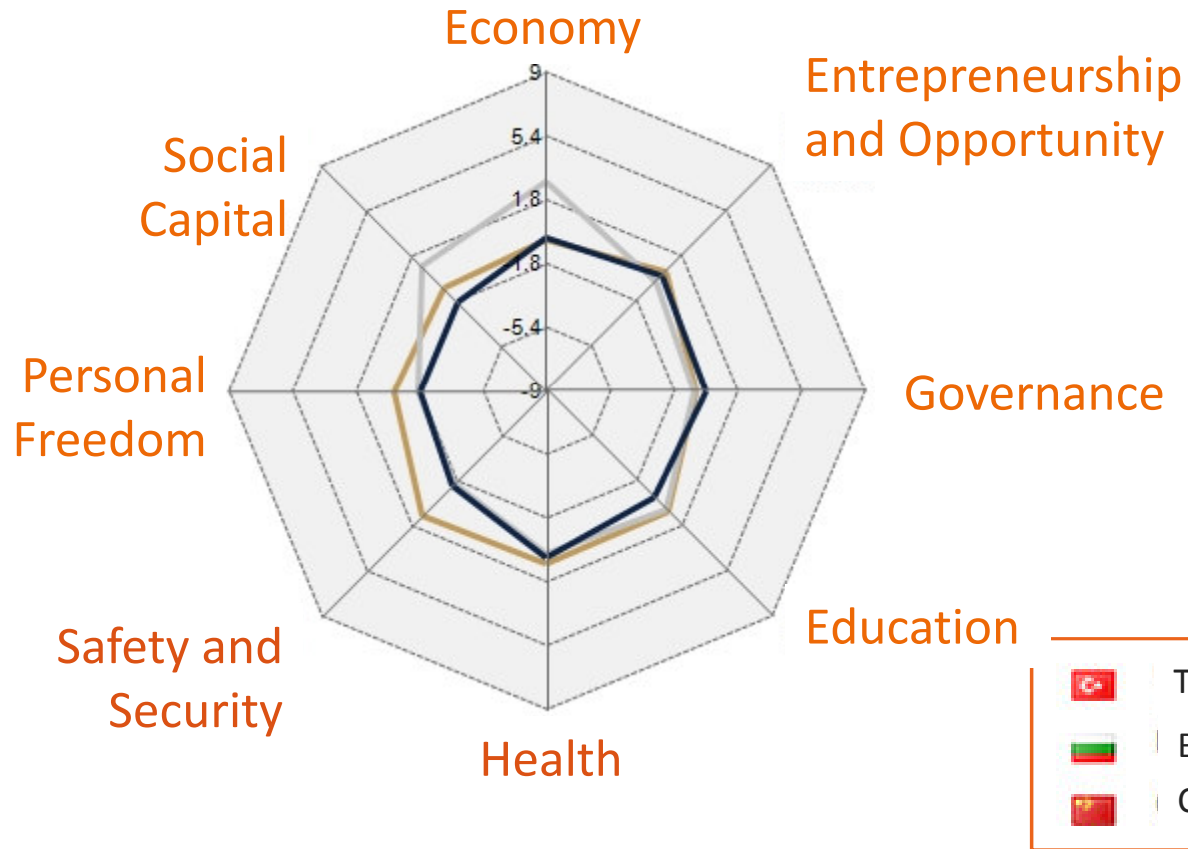 Economy
9
Entrepreneurship
and Opportunity
5.4
Social
Capital
1.8
1.8
-5.4
Personal
Freedom
-9
Governance
Education
Safety and
Security
Health
T
E
C